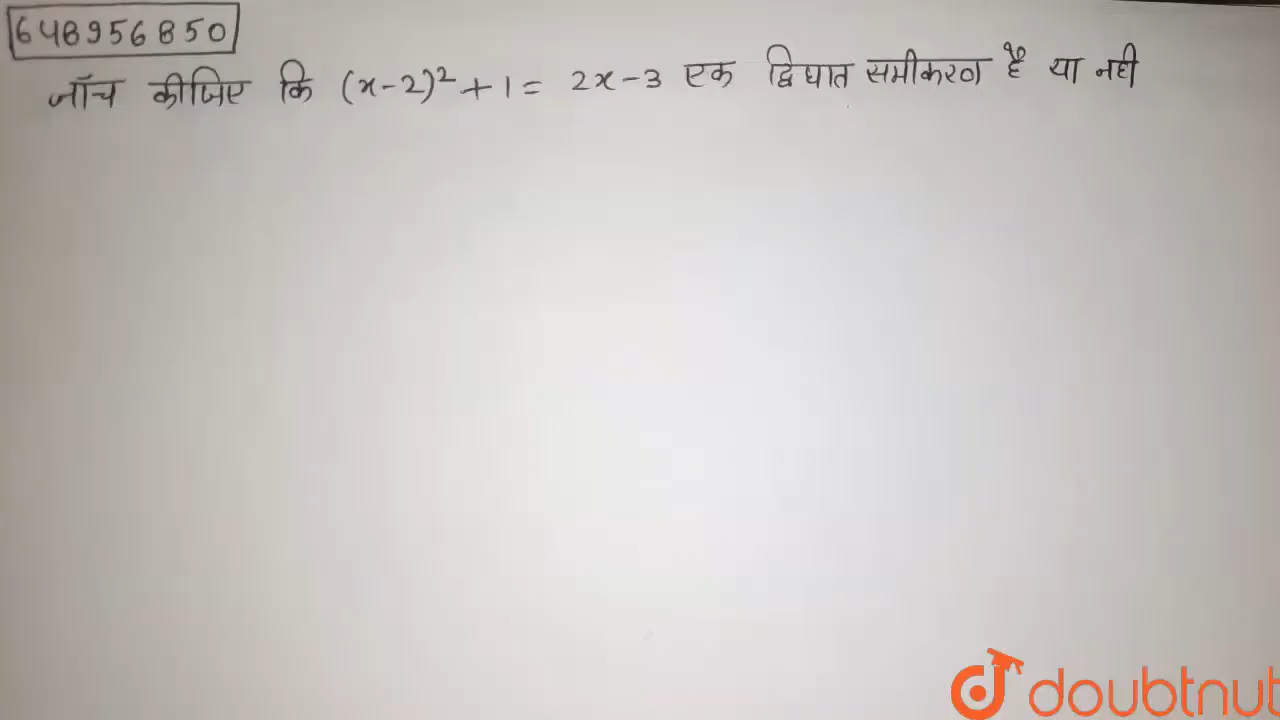 648956850
जाँच कीजिए कि (x-2)² + 1 = 2x - 3 एक द्विघात समीकरण है या नही
doubtnut